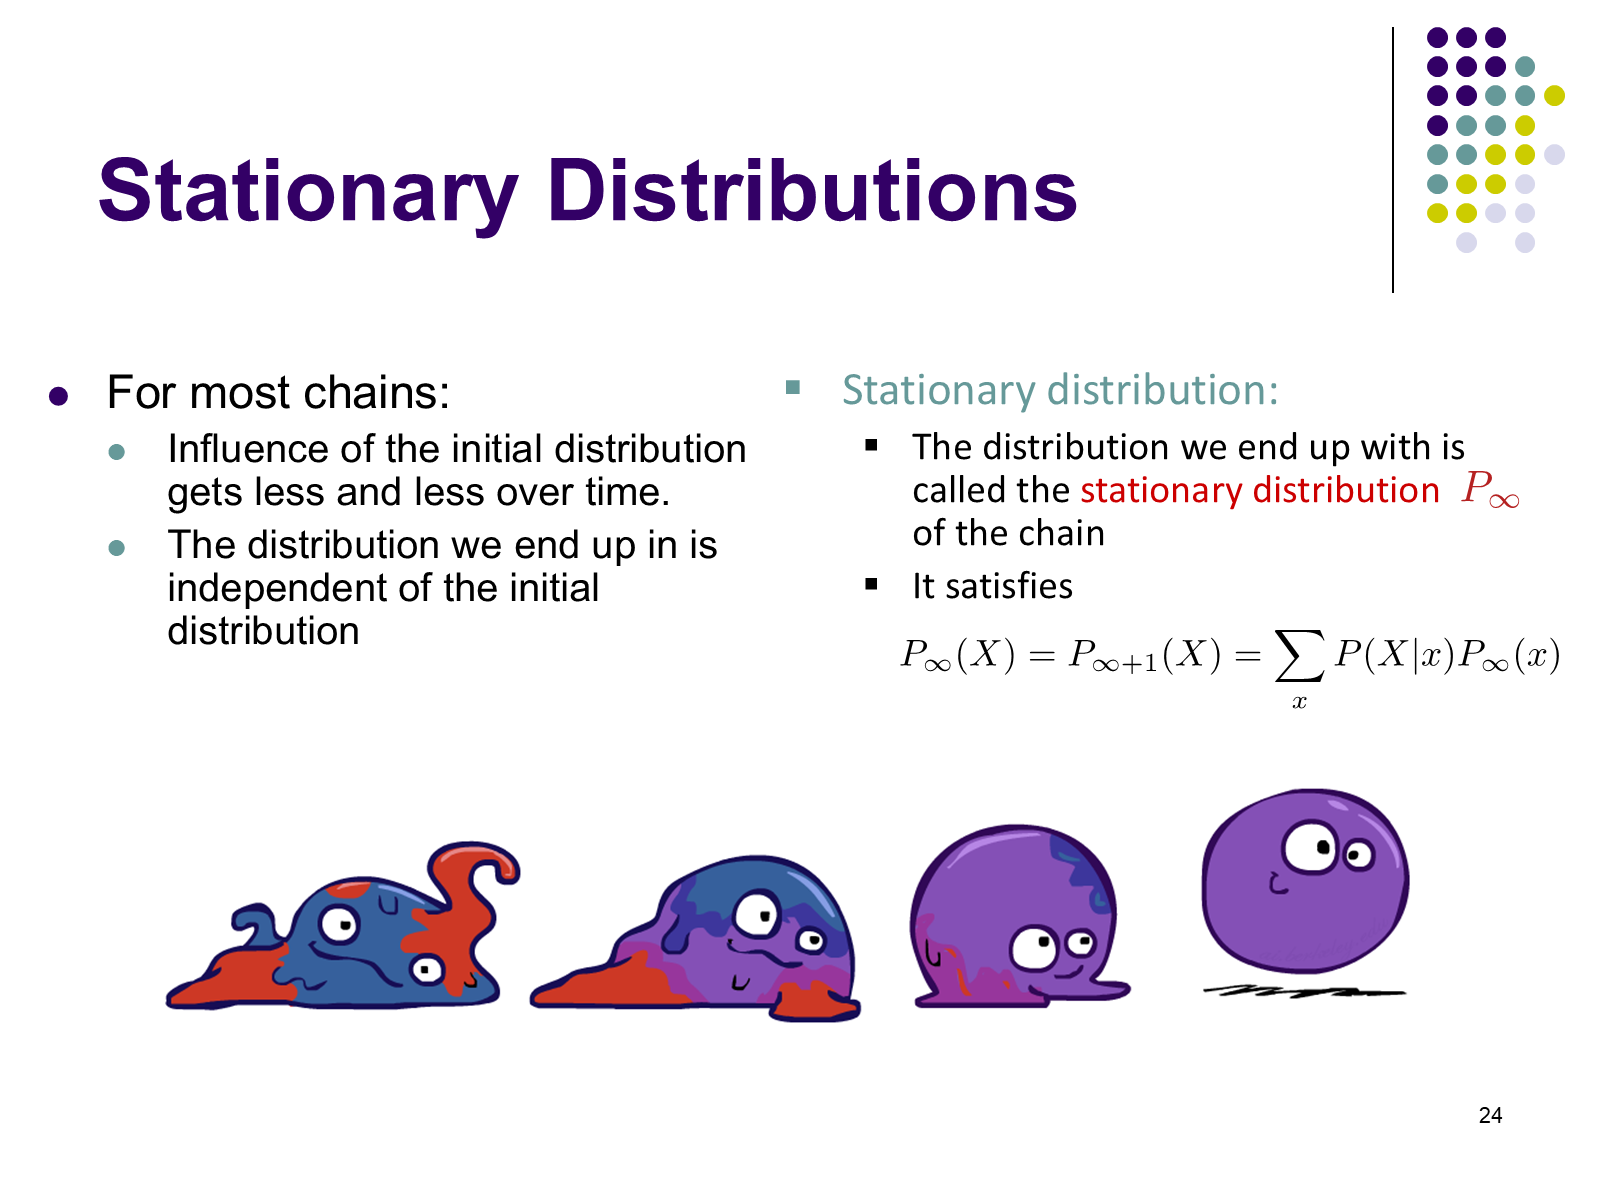 Stationary Distributions
For most chains:
Influence of the initial distribution
gets less and less over time.
The distribution we end up in is
independent of the initial
distribution
Stationary distribution:
The distribution we end up with is
called the stationary distribution P∞
of the chain
It satisfies
P∞(X) = P∞+1(X) = ∑x P(X|x)P∞(x)
24